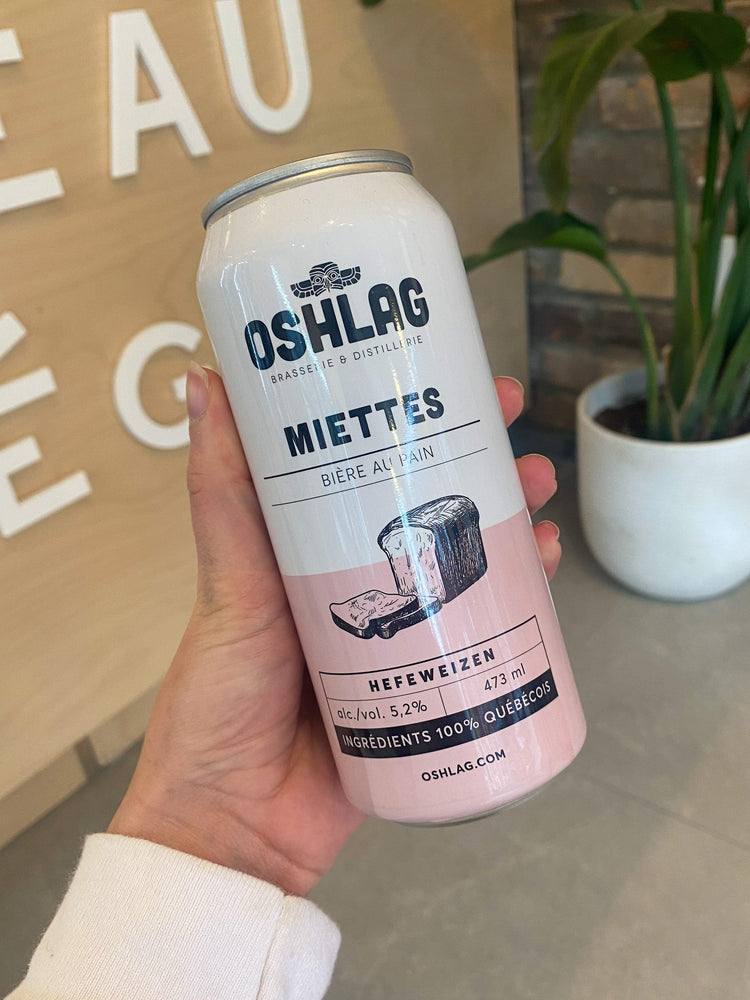 EAU
É G
E
OSHLAG
BRASSERIE & DISTILLERIE
MIETTES
BIÈRE AU PAIN
HEFEWEIZEN
alc./vol. 5,2%
473 ml
INGRÉDIENTS 100% QUÉBÉCOIS
OSHLAG.COM